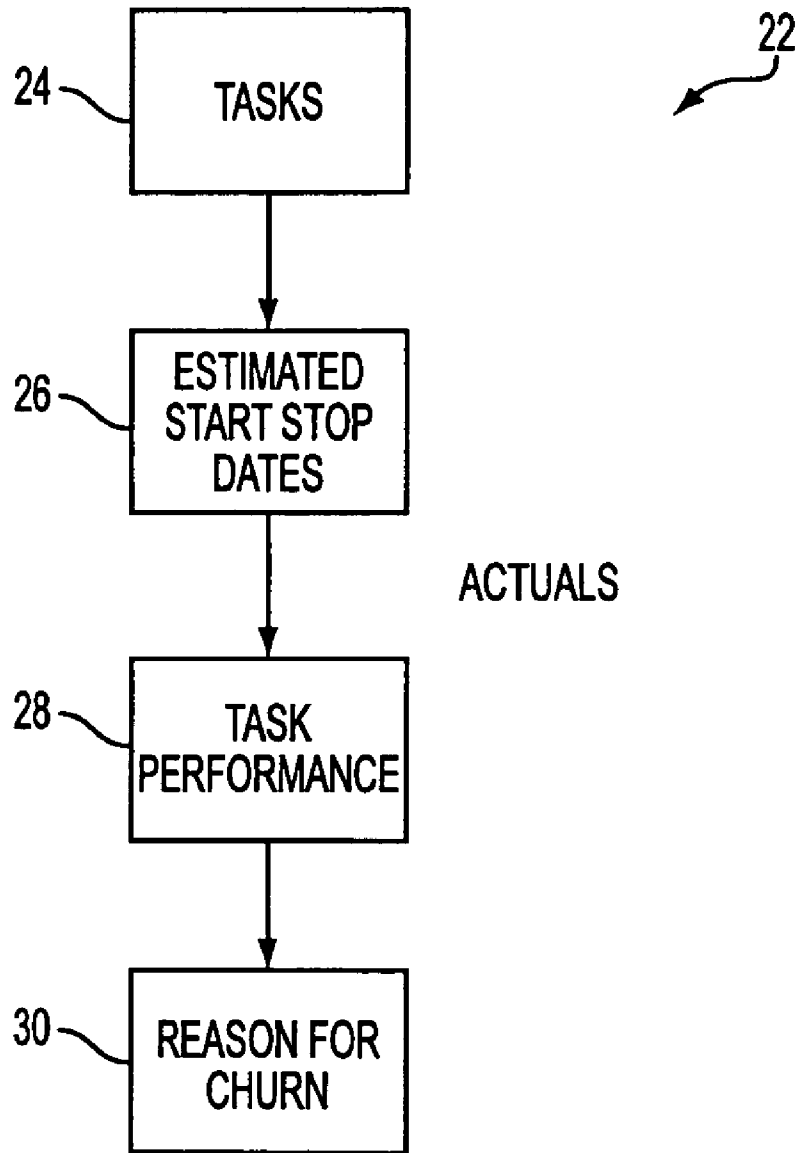 22
24
TASKS
26
ESTIMATED
START STOP
DATES
ACTUALS
28
TASK
PERFORMANCE
30
REASON FOR
CHURN